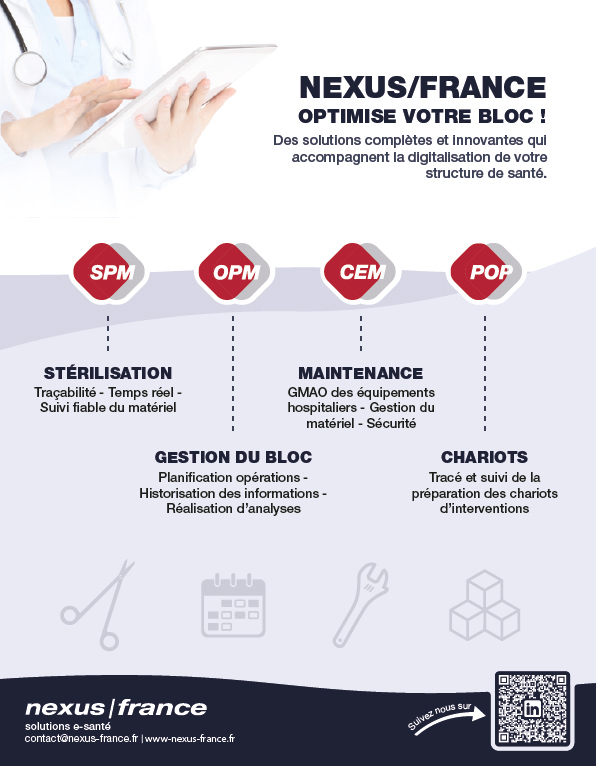 NEXUS/FRANCE
OPTIMISE VOTRE BLOC !
Des solutions complètes et innovantes qui
accompagnent la digitalisation de votre
structure de santé.
SPM
OPM
CEM
POP
STÉRILISATION
Traçabilité - Temps réel -
Suivi fiable du matériel
MAINTENANCE
GMAO des équipements
hospitaliers - Gestion du
matériel - Sécurité
GESTION DU BLOC
Planification opérations -
Historisation des informations -
Réalisation d'analyses
CHARIOTS
Tracé et suivi de la
préparation des chariots
d'interventions
nexus|france
solutions e-santé
contact@nexus-france.fr | www-nexus-france.fr
Suivez nous sur
in